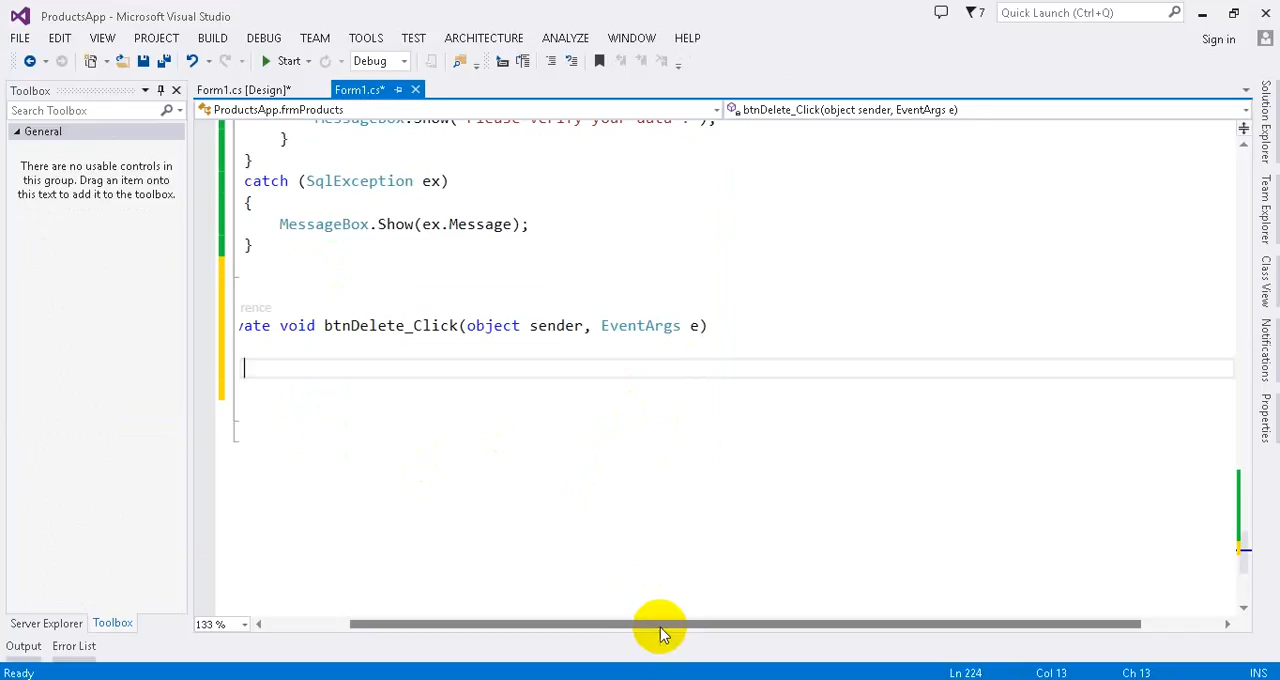 ProductsApp - Microsoft Visual Studio
7
Quick Launch (Ctrl+Q)
FILE EDIT VIEW PROJECT BUILD DEBUG TEAM TOOLS TEST ARCHITECTURE ANALYZE WINDOW HELP
Sign in
Start
Debug
Toolbox
Form1.cs [Design]*
Form1.cs*
Search Toolbox
ProductsApp.frmProducts
btnDelete_Click(object sender, EventArgs e)
General
There are no usable controls in
this group. Drag an item onto
this text to add it to the toolbox.
MessageBox.Show("Please verify your data !");
}
}
catch (SqlException ex)
{
MessageBox.Show(ex.Message);
}
rence
vate void btnDelete_Click(object sender, EventArgs e)
Solution Explorer
Team Explorer
Class View
Notifications
Properties
133 %
Server Explorer
Toolbox
Output
Error List
Ready
Ln 224
Col 13
Ch 13
INS